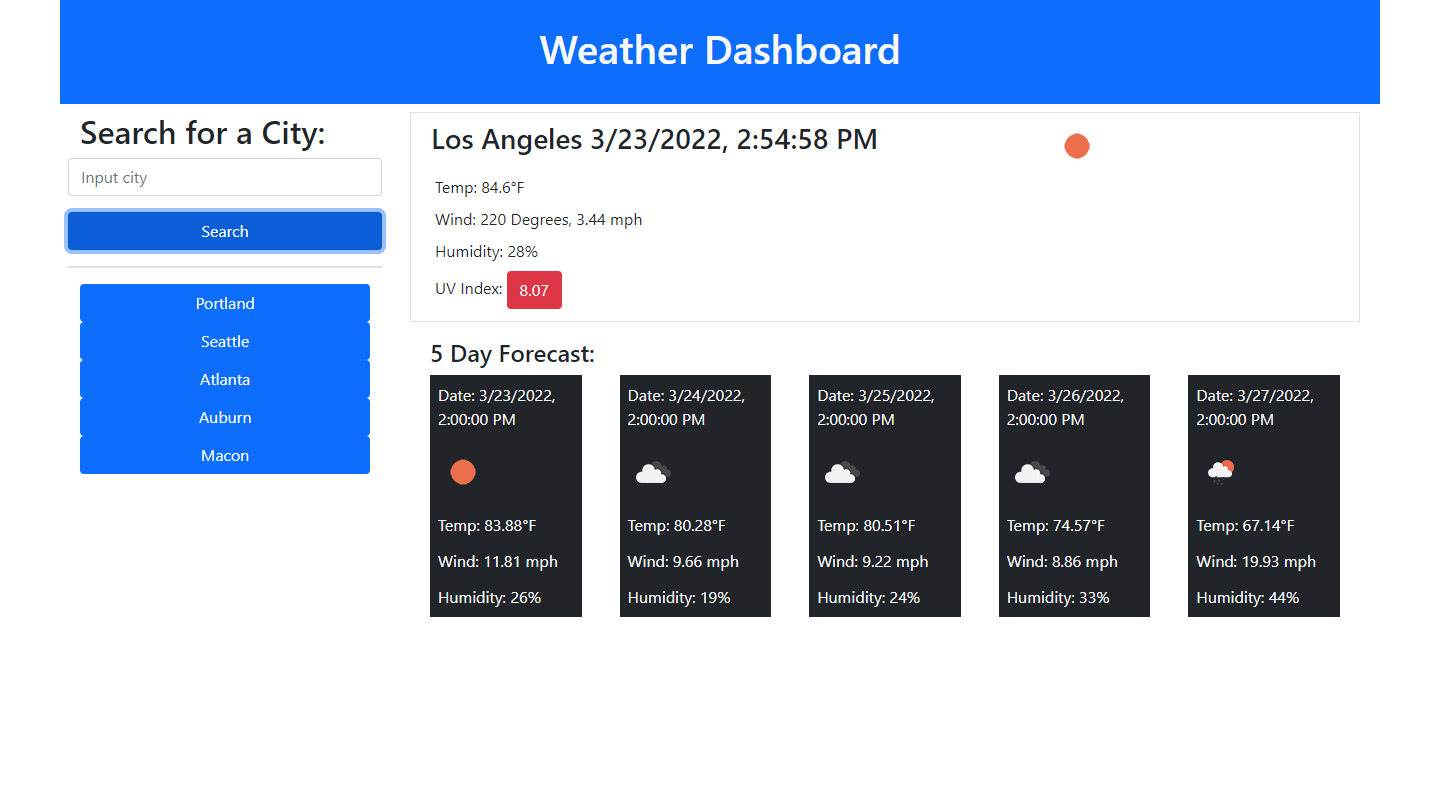 Weather Dashboard
Search for a City:
Input city
Search
Portland
Seattle
Atlanta
Auburn
Macon
Los Angeles 3/23/2022, 2:54:58 PM
Temp: 84.6°F
Wind: 220 Degrees, 3.44 mph
Humidity: 28%
UV Index: 8.07
5 Day Forecast:
Date: 3/23/2022,
2:00:00 PM
Temp: 83.88°F
Wind: 11.81 mph
Humidity: 26%
Date: 3/24/2022,
2:00:00 PM
Temp: 80.28°F
Wind: 9.66 mph
Humidity: 19%
Date: 3/25/2022,
2:00:00 PM
Temp: 80.51°F
Wind: 9.22 mph
Humidity: 24%
Date: 3/26/2022,
2:00:00 PM
Temp: 74.57°F
Wind: 8.86 mph
Humidity: 33%
Date: 3/27/2022,
2:00:00 PM
Temp: 67.14°F
Wind: 19.93 mph
Humidity: 44%